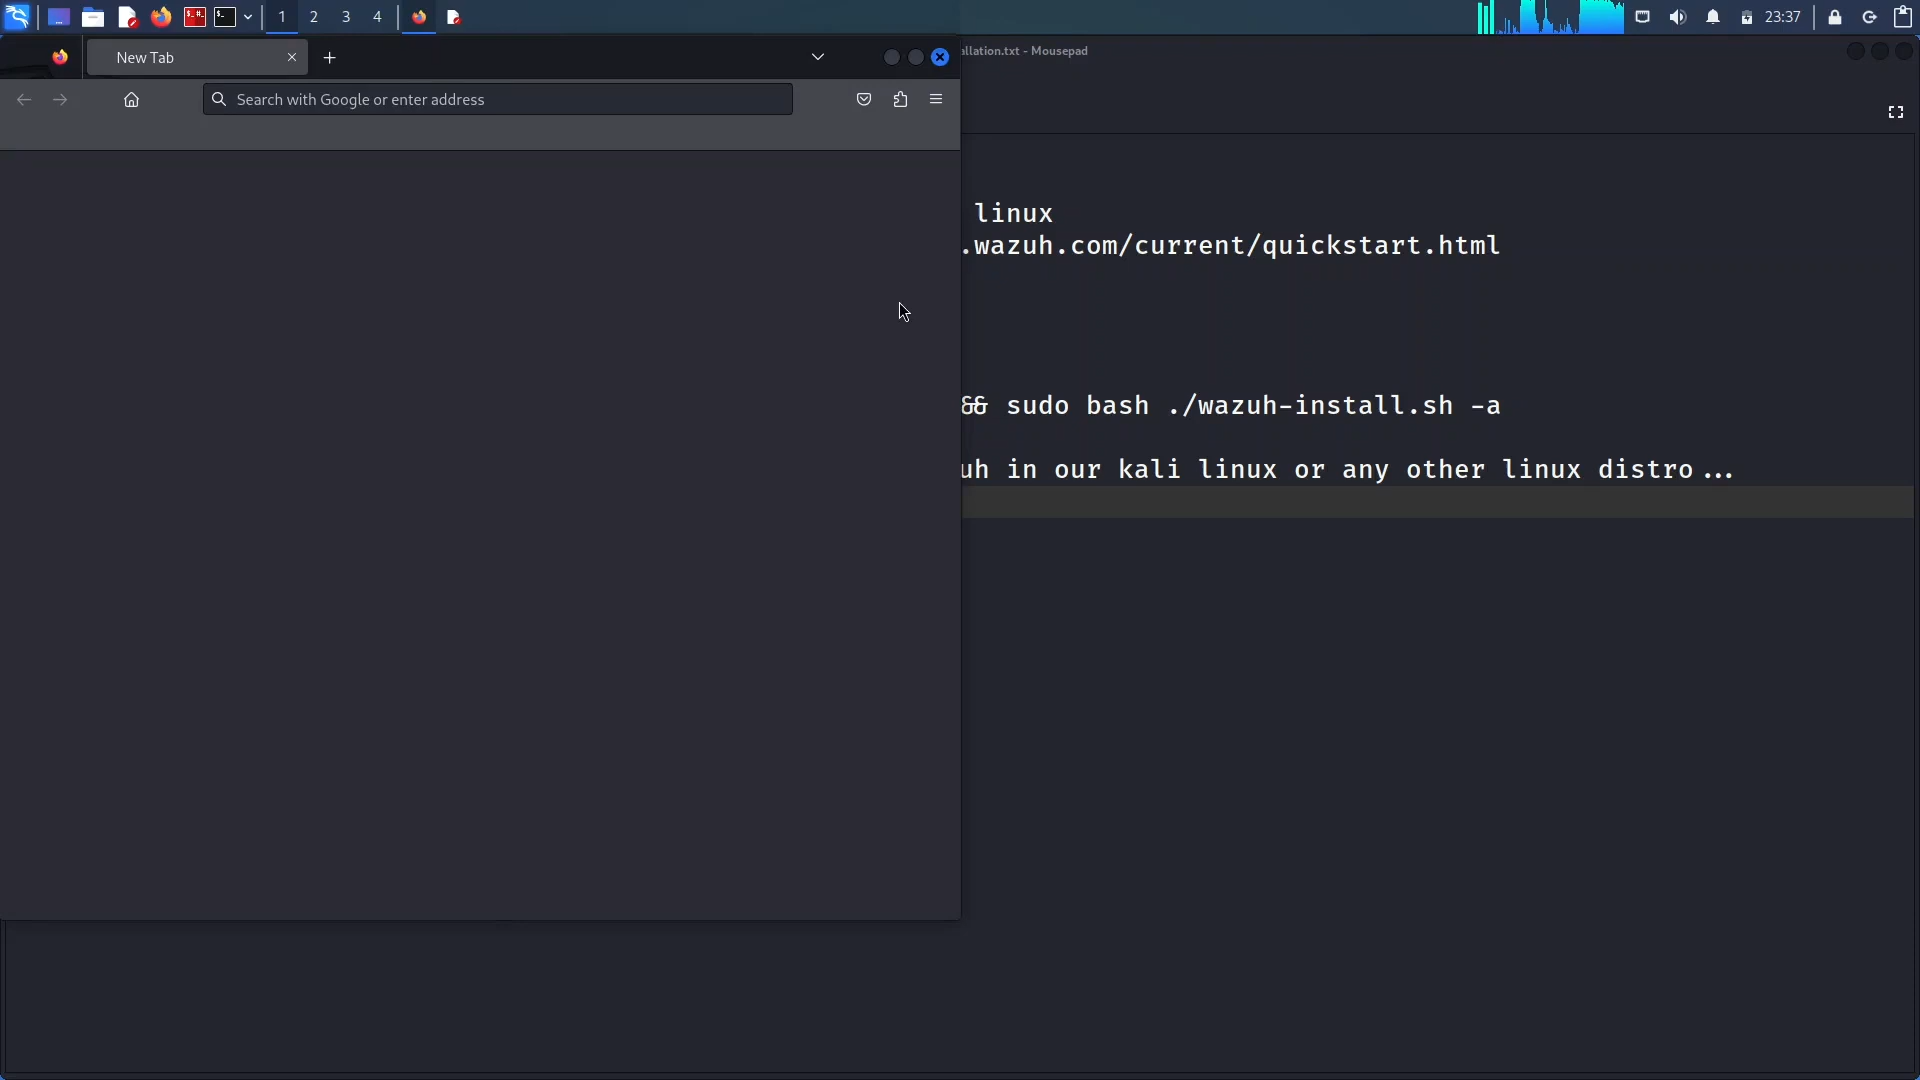 1 2 3 4
23:37
New Tab
allation.txt - Mousepad
Search with Google or enter address
linux
.wazuh.com/current/quickstart.html
&& sudo bash ./wazuh-install.sh -a
uh in our kali linux or any other linux distro...